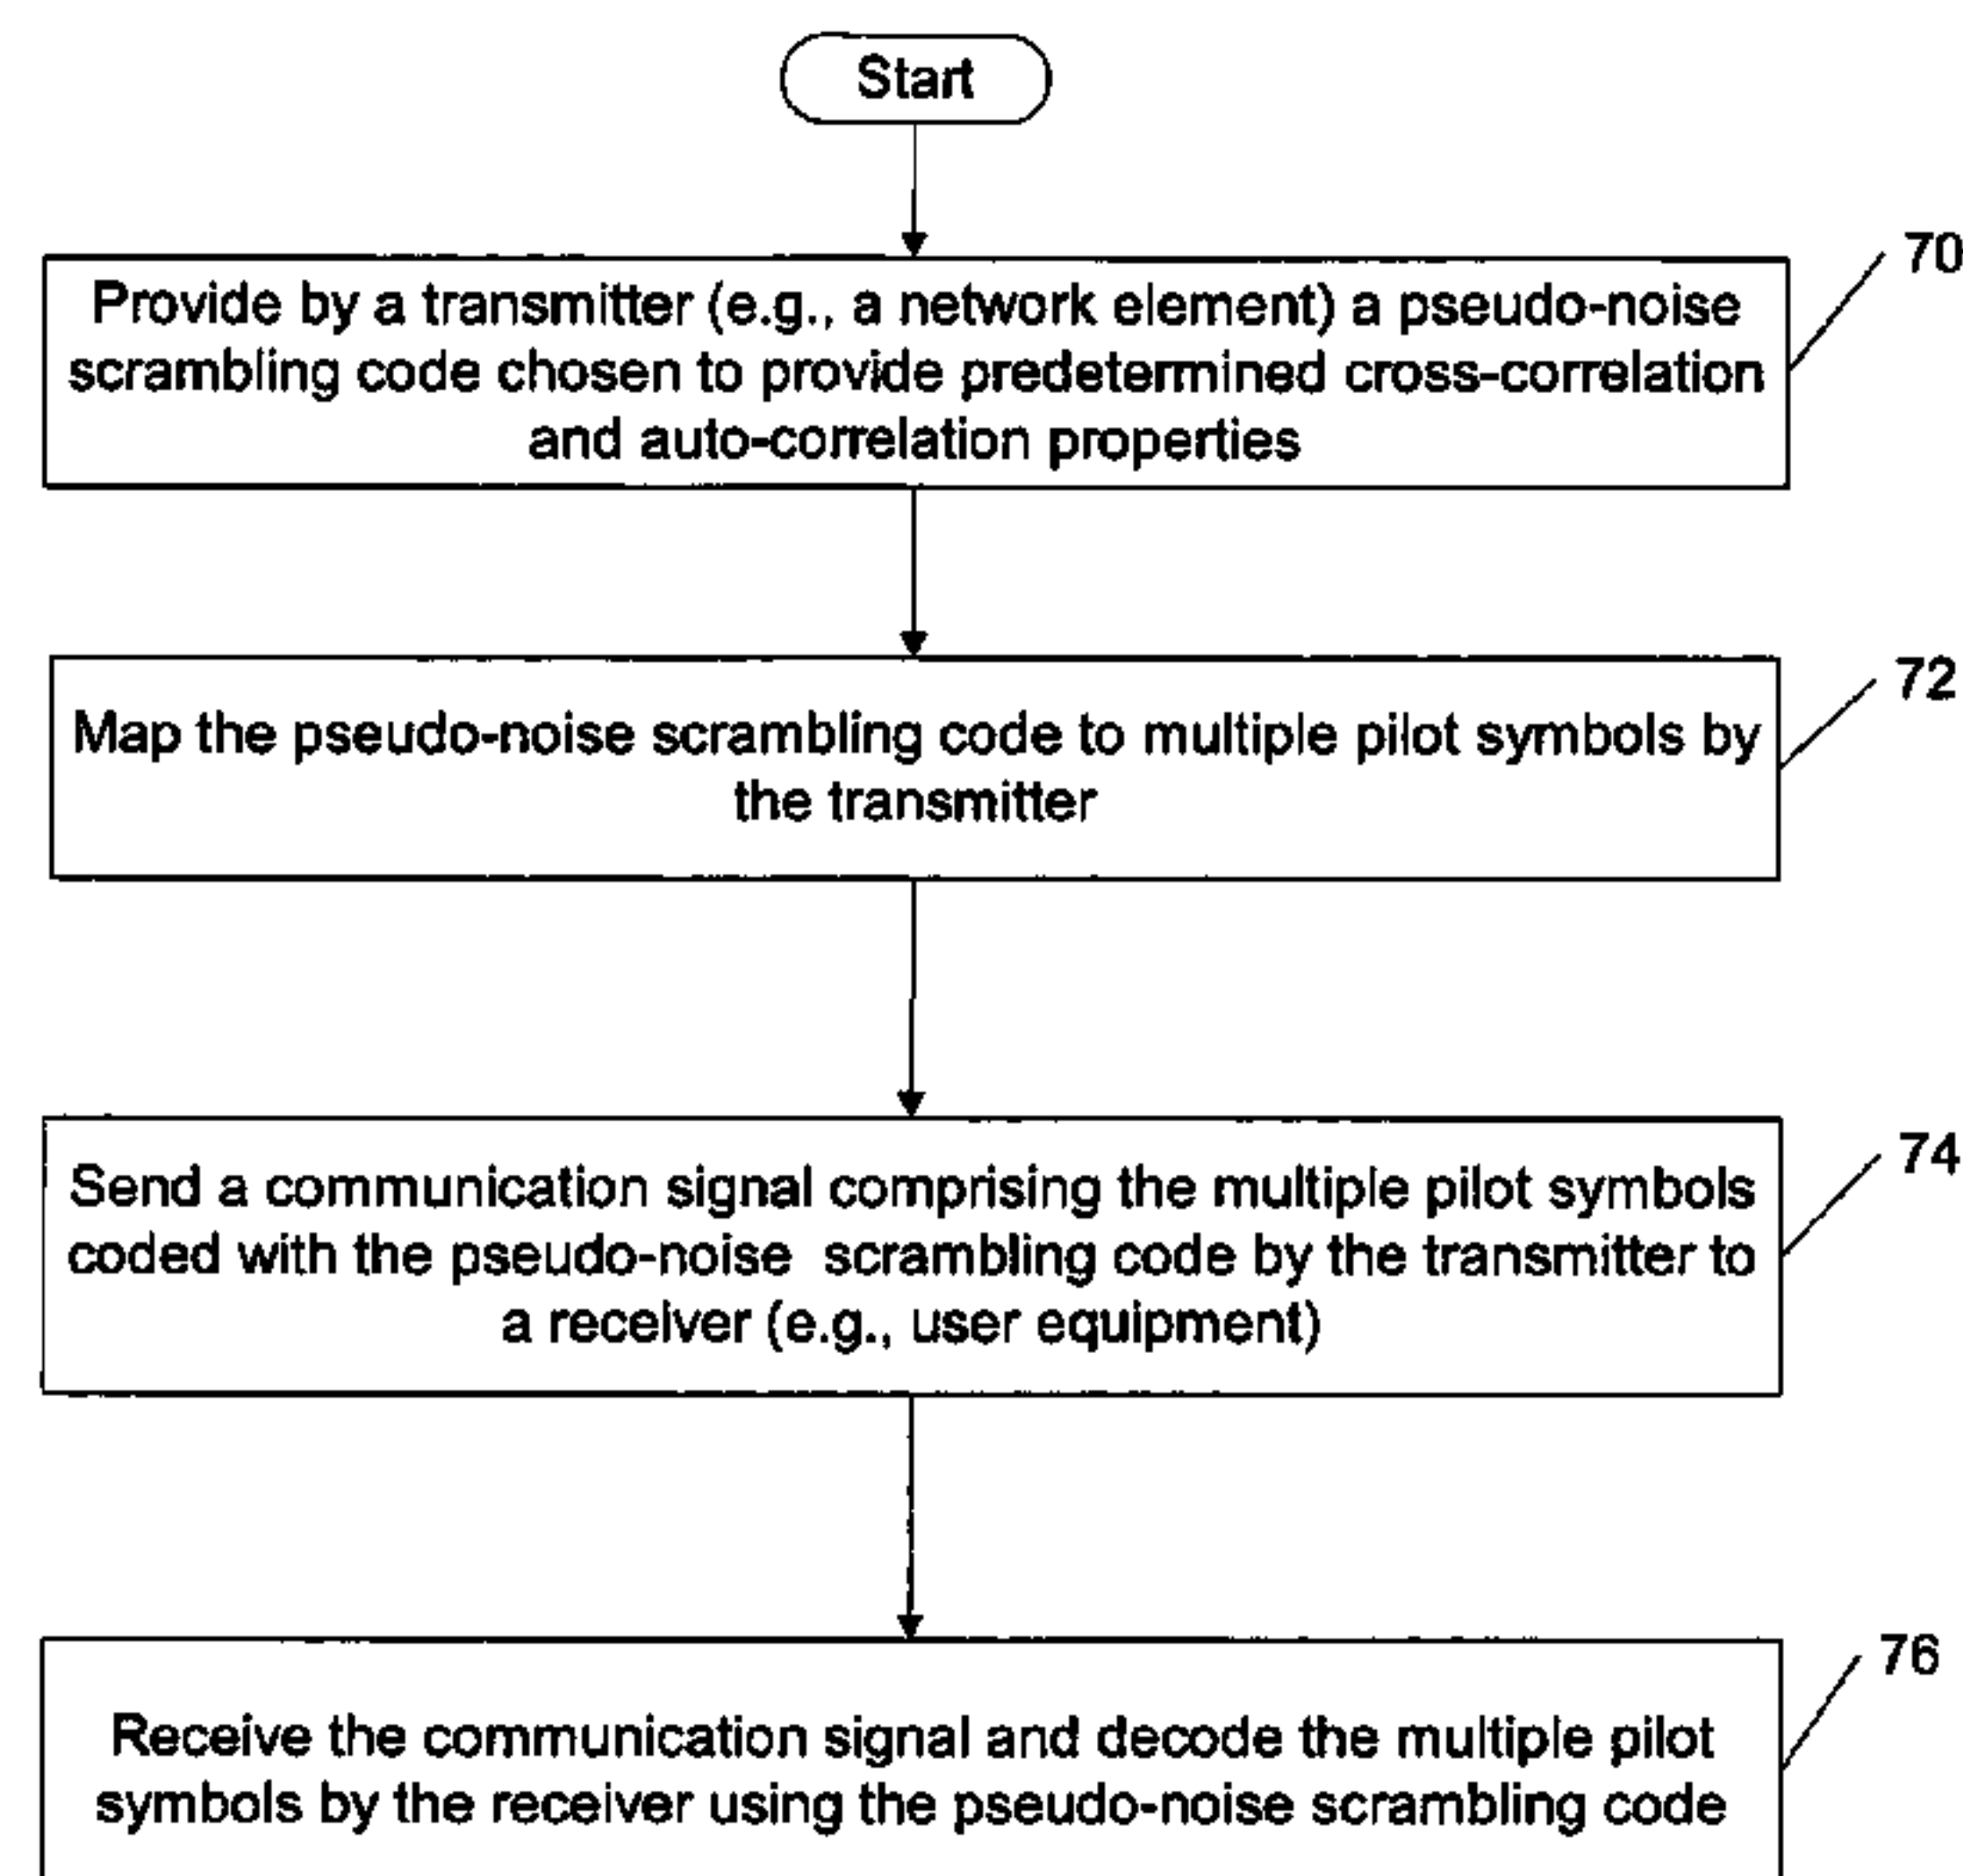 Start
70
Provide by a transmitter (e.g., a network element) a pseudo-noise
scrambling code chosen to provide predetermined cross-correlation
and auto-correlation properties
72
Map the pseudo-noise scrambling code to multiple pilot symbols by
the transmitter
74
Send a communication signal comprising the multiple pilot symbols
coded with the pseudo-noise scrambling code by the transmitter to
a receiver (e.g., user equipment)
76
Receive the communication signal and decode the multiple pilot
symbols by the receiver using the pseudo-noise scrambling code